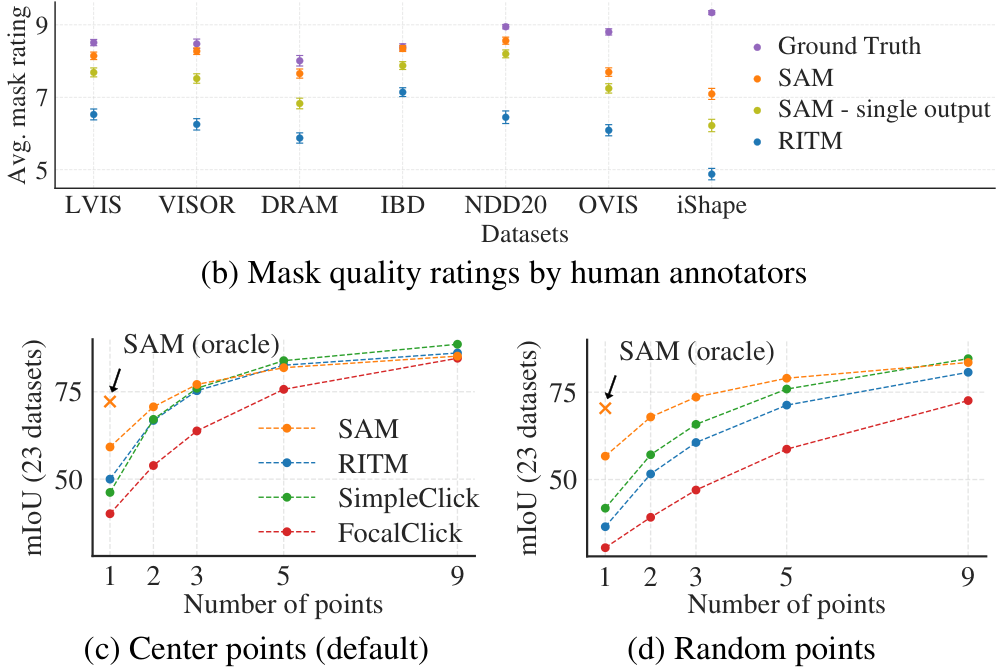 Avg. mask rating
9
7
5
Ground Truth
SAM
SAM - single output
RITM
LVIS VISOR DRAM IBD NDD20 OVIS iShape
Datasets
(b) Mask quality ratings by human annotators
mIoU (23 datasets)
75
50
SAM (oracle)
SAM
RITM
SimpleClick
FocalClick
1 2 3 5 9
Number of points
(c) Center points (default)
mIoU (23 datasets)
75
50
SAM (oracle)
1 2 3 5 9
Number of points
(d) Random points